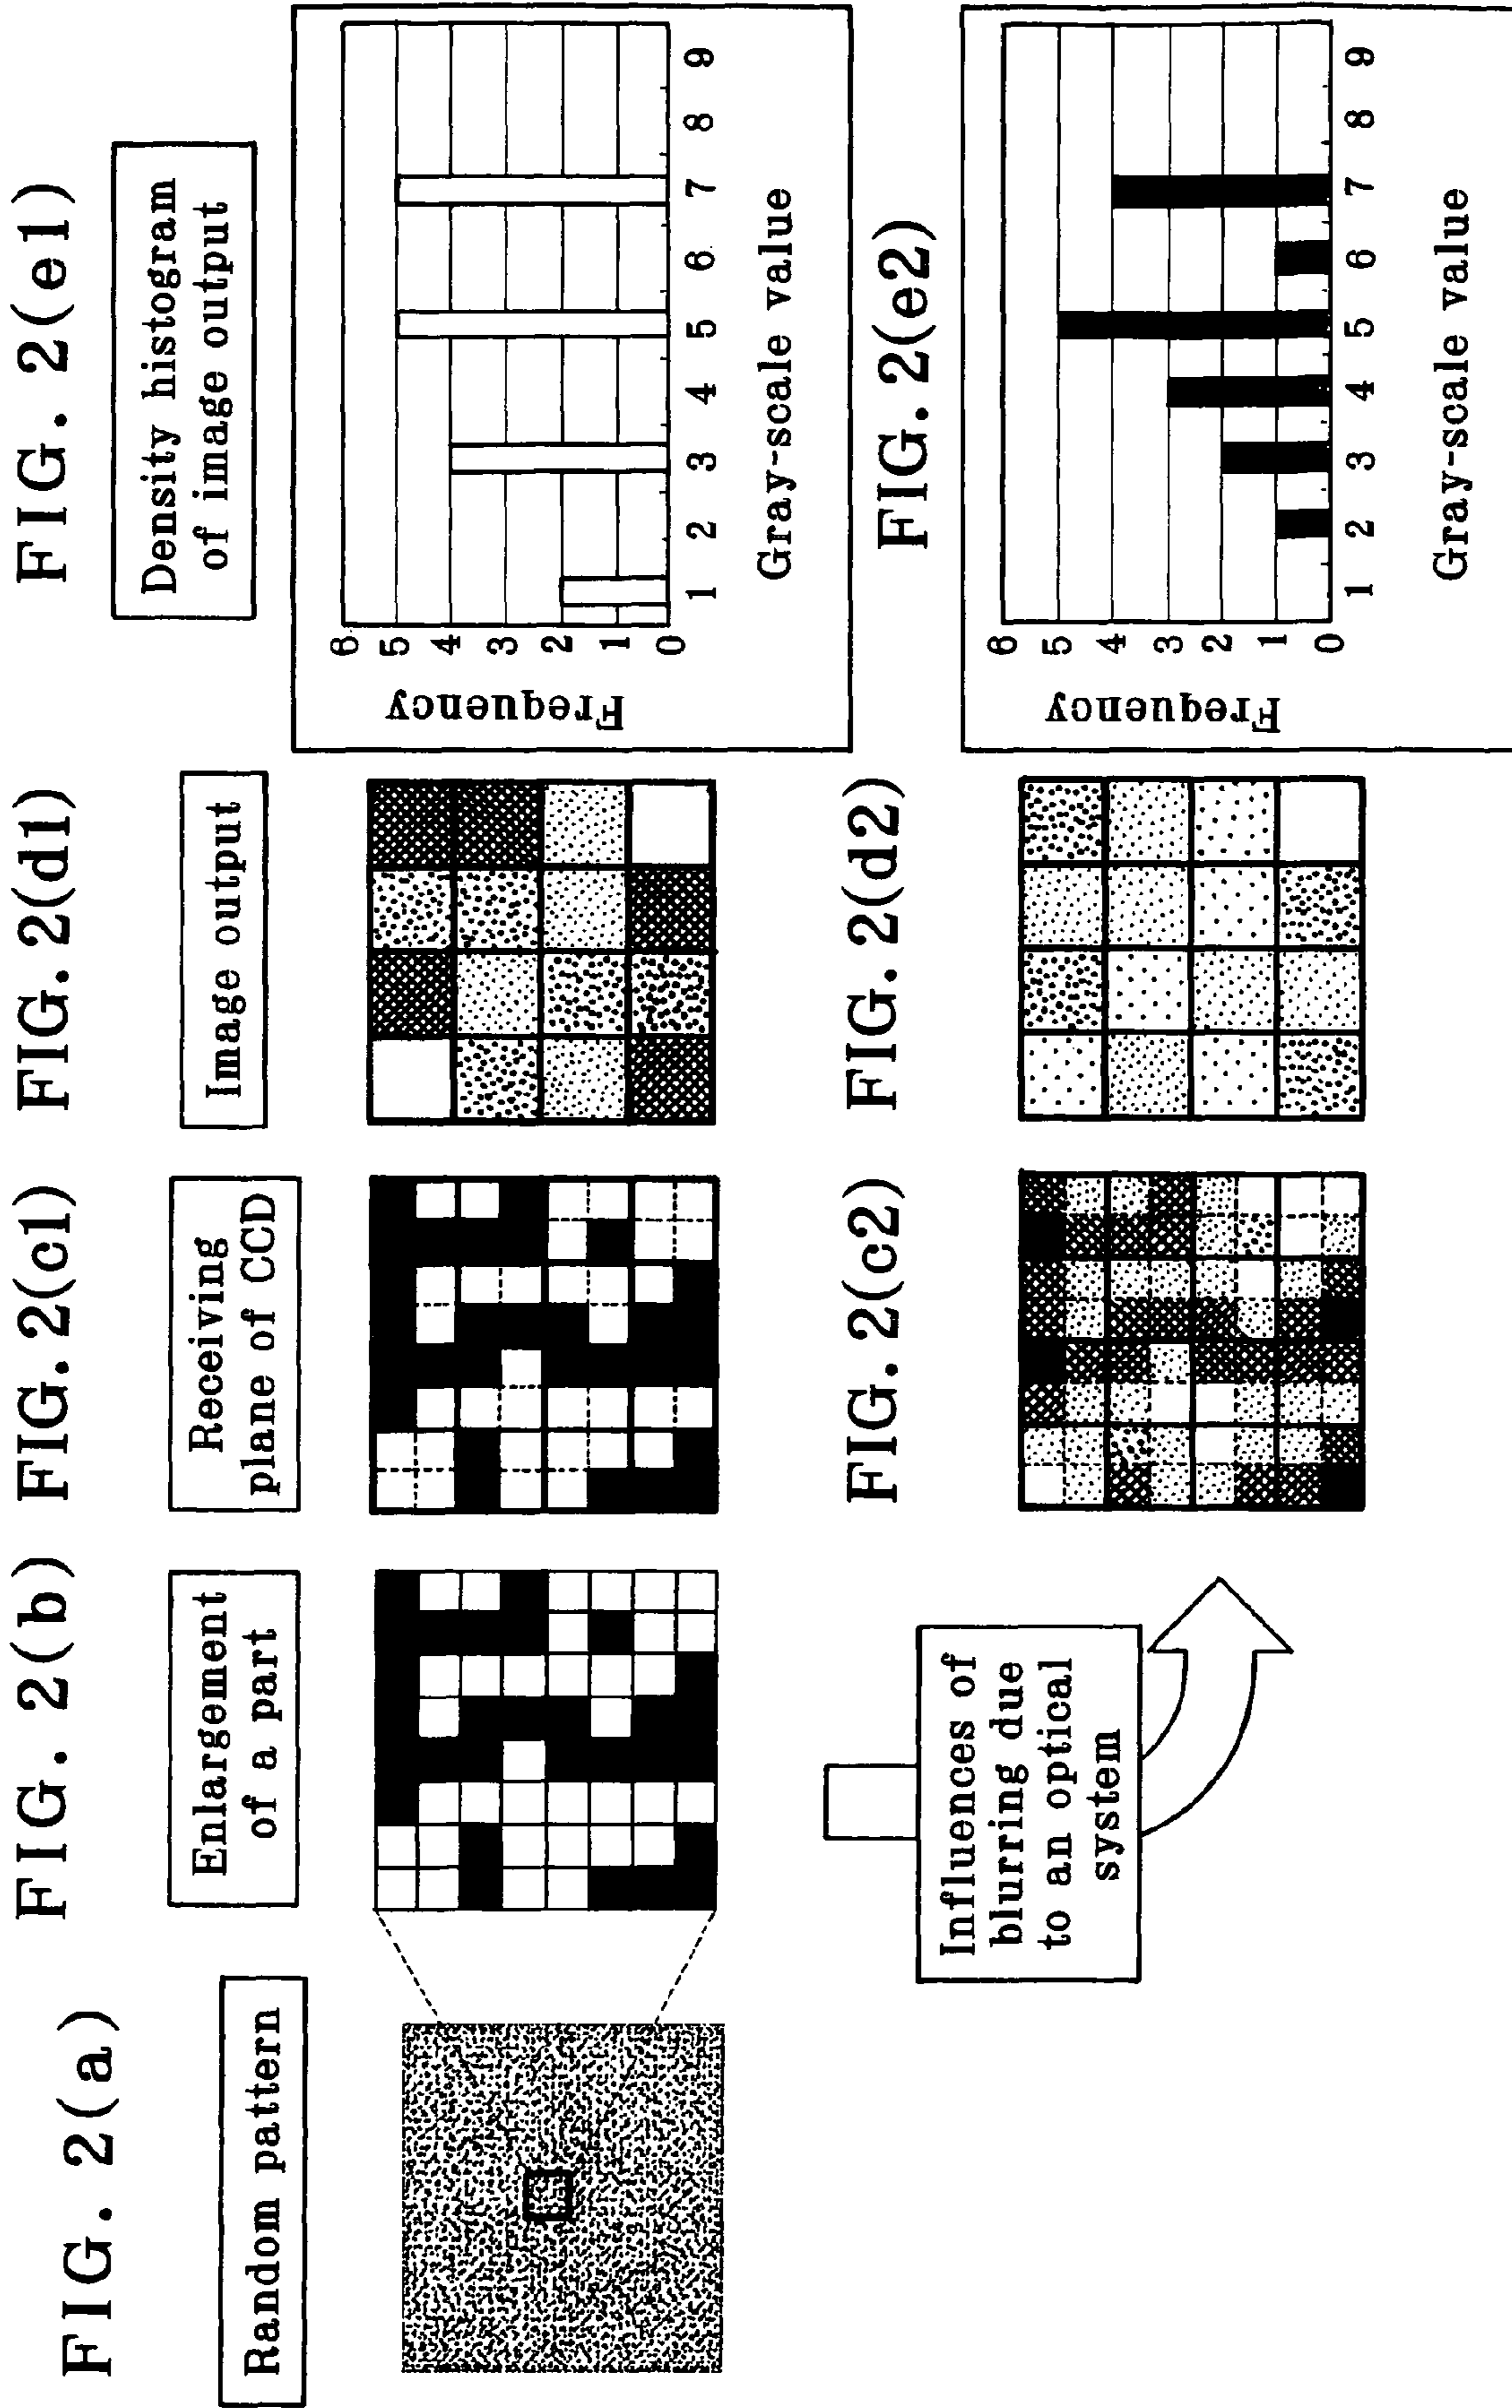 FIG. 2(a)
Random pattern
FIG. 2(b)
Enlargement
of a part
FIG. 2(c1)
Receiving
plane of CCD
FIG. 2(d1)
Image output
FIG. 2(e1)
Density histogram
of image output
Frequency
6
5
4
3
2
1
0
1 2 3 4 5 6 7 8 9
Gray-scale value
Influences of
blurring due
to an optical
system
FIG. 2(c2)
FIG. 2(d2)
FIG. 2(e2)
Frequency
6
5
4
3
2
1
0
1 2 3 4 5 6 7 8 9
Gray-scale value